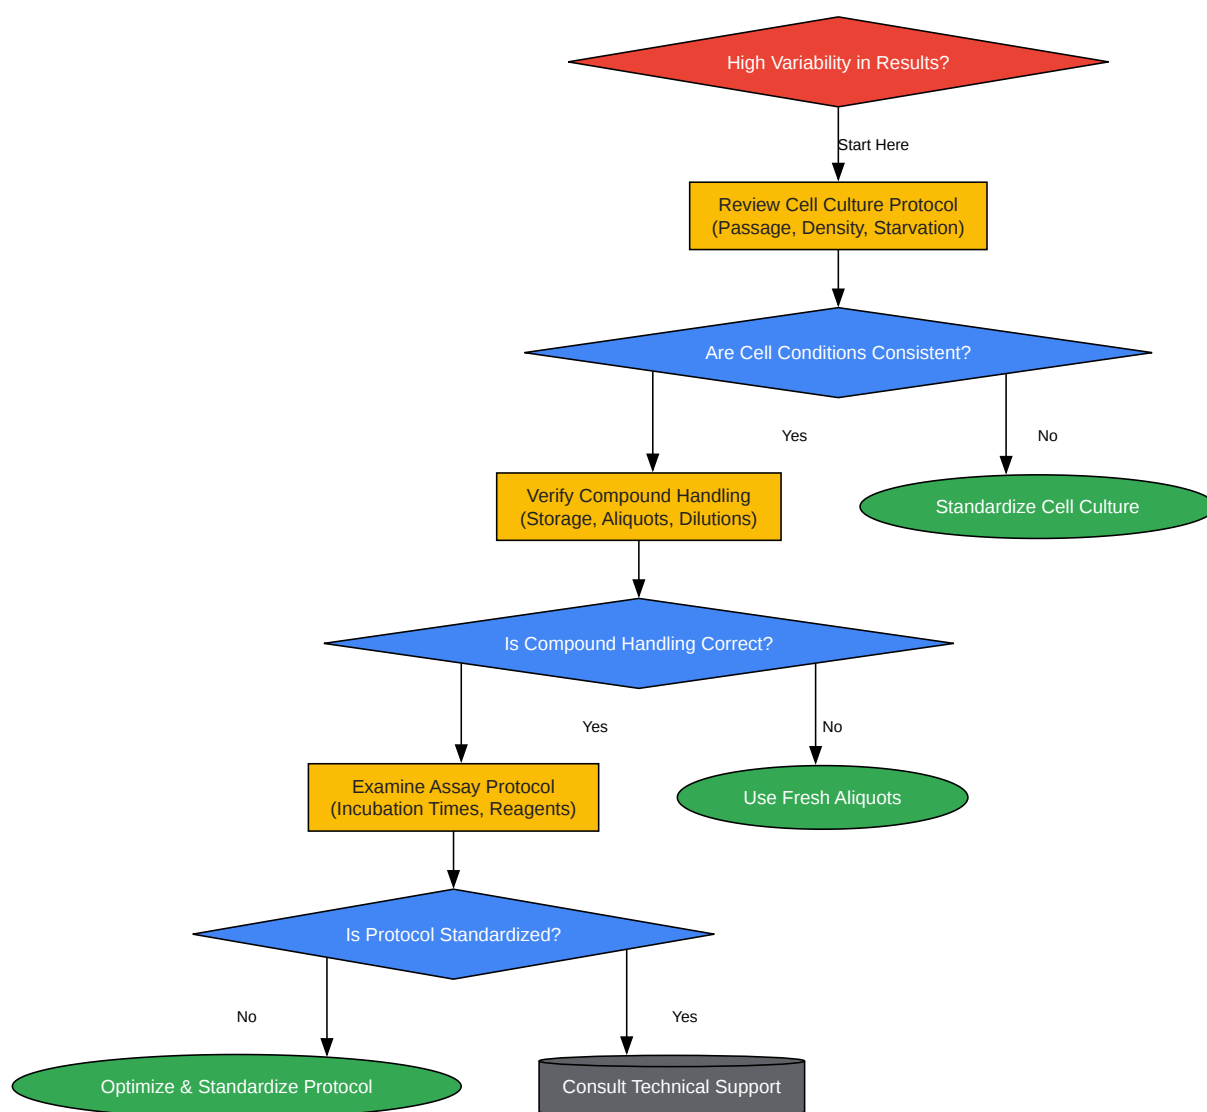 High Variability in Results?
Start Here
Review Cell Culture Protocol
(Passage, Density, Starvation)
Are Cell Conditions Consistent?
Yes
No
Verify Compound Handling
(Storage, Aliquots, Dilutions)
Standardize Cell Culture
Is Compound Handling Correct?
Yes
No
Examine Assay Protocol
(Incubation Times, Reagents)
Use Fresh Aliquots
Is Protocol Standardized?
No
Yes
Optimize & Standardize Protocol
Consult Technical Support